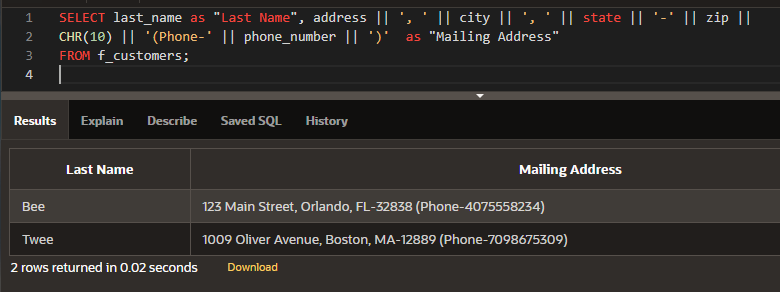 1 SELECT last_name as "Last Name", address || ', ' || city || ', ' || state || '-' || zip ||
2 CHR(10) || '(Phone-' || phone_number || ')'  as "Mailing Address"
3 FROM f_customers;
4
Results Explain Describe Saved SQL History
Last Name Mailing Address
Bee 123 Main Street, Orlando, FL-32838 (Phone-4075558234)
Twee 1009 Oliver Avenue, Boston, MA-12889 (Phone-7098675309)
2 rows returned in 0.02 seconds Download